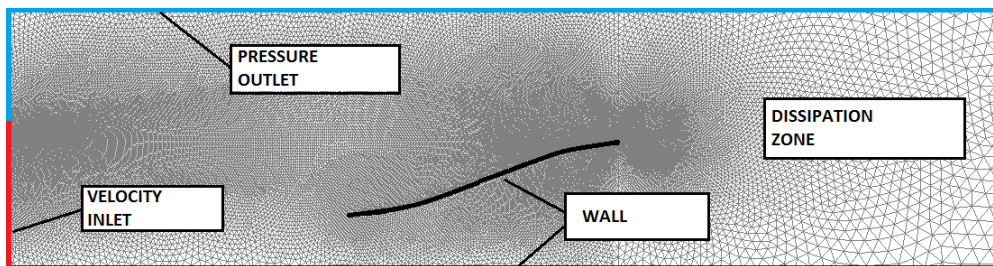 PRESSURE
OUTLET
DISSIPATION
ZONE
VELOCITY
INLET
WALL